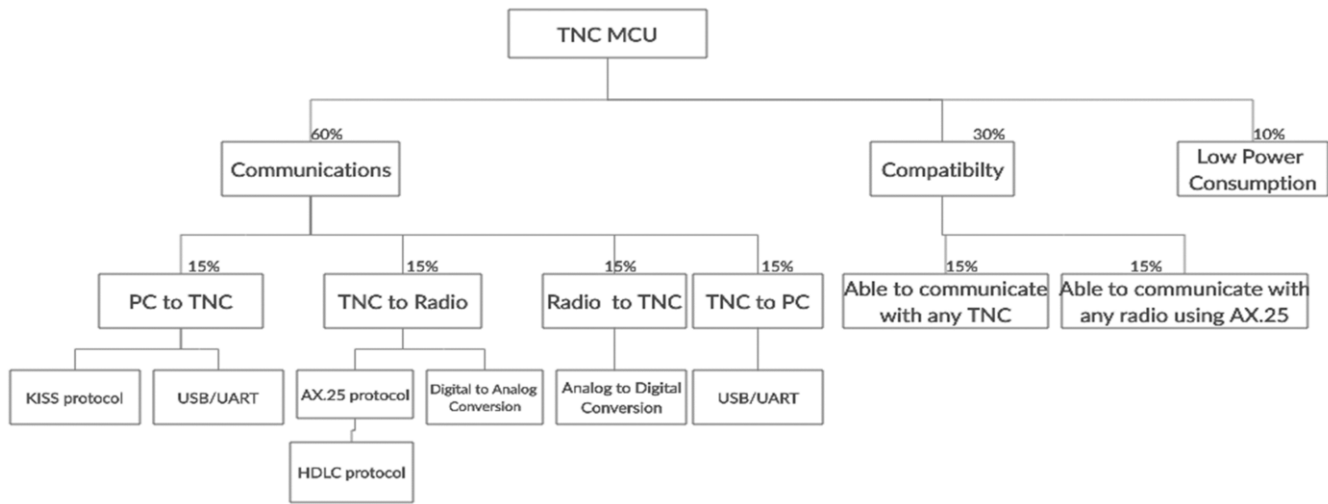 TNC MCU
60%
30%
10%
Communications
Compatibilty
Low Power
Consumption
15%
15%
15%
15%
15%
15%
PC to TNC
TNC to Radio
Radio to TNC
TNC to PC
Able to communicate
with any TNC
Able to communicate with
any radio using AX.25
KISS protocol
USB/UART
AX.25 protocol
Digital to Analog
Conversion
Analog to Digital
Conversion
USB/UART
HDLC protocol